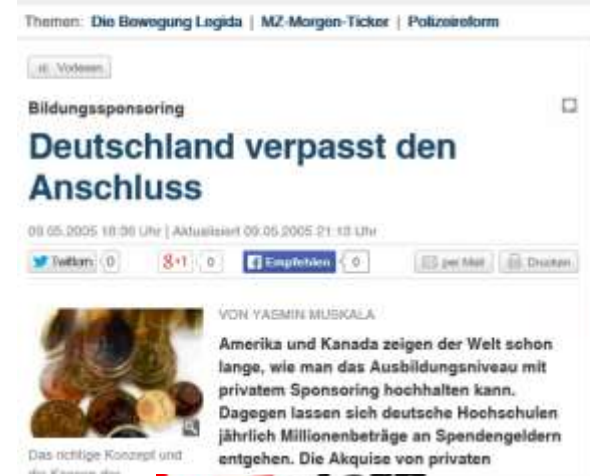 Themen: Die Bewegung Legida | MZ-Morgen-Ticker | Polizeireform
Vorlesen
Bildungssponsoring
Deutschland verpasst den
Anschluss
09.05.2005 18:36 Uhr | Aktualisiert 09.05.2005 21:13 Uhr
Twittern 0 8+1 0 Empfehlen 0 per Mail Drucken
VON YASMIN MUSKALA
Amerika und Kanada zeigen der Welt schon
lange, wie man das Ausbildungsniveau mit
privatem Sponsoring hochhalten kann.
Dagegen lassen sich deutsche Hochschulen
jährlich Millionenbeträge an Spendengeldern
entgehen. Die Akquise von privaten
Das richtige Konzept und